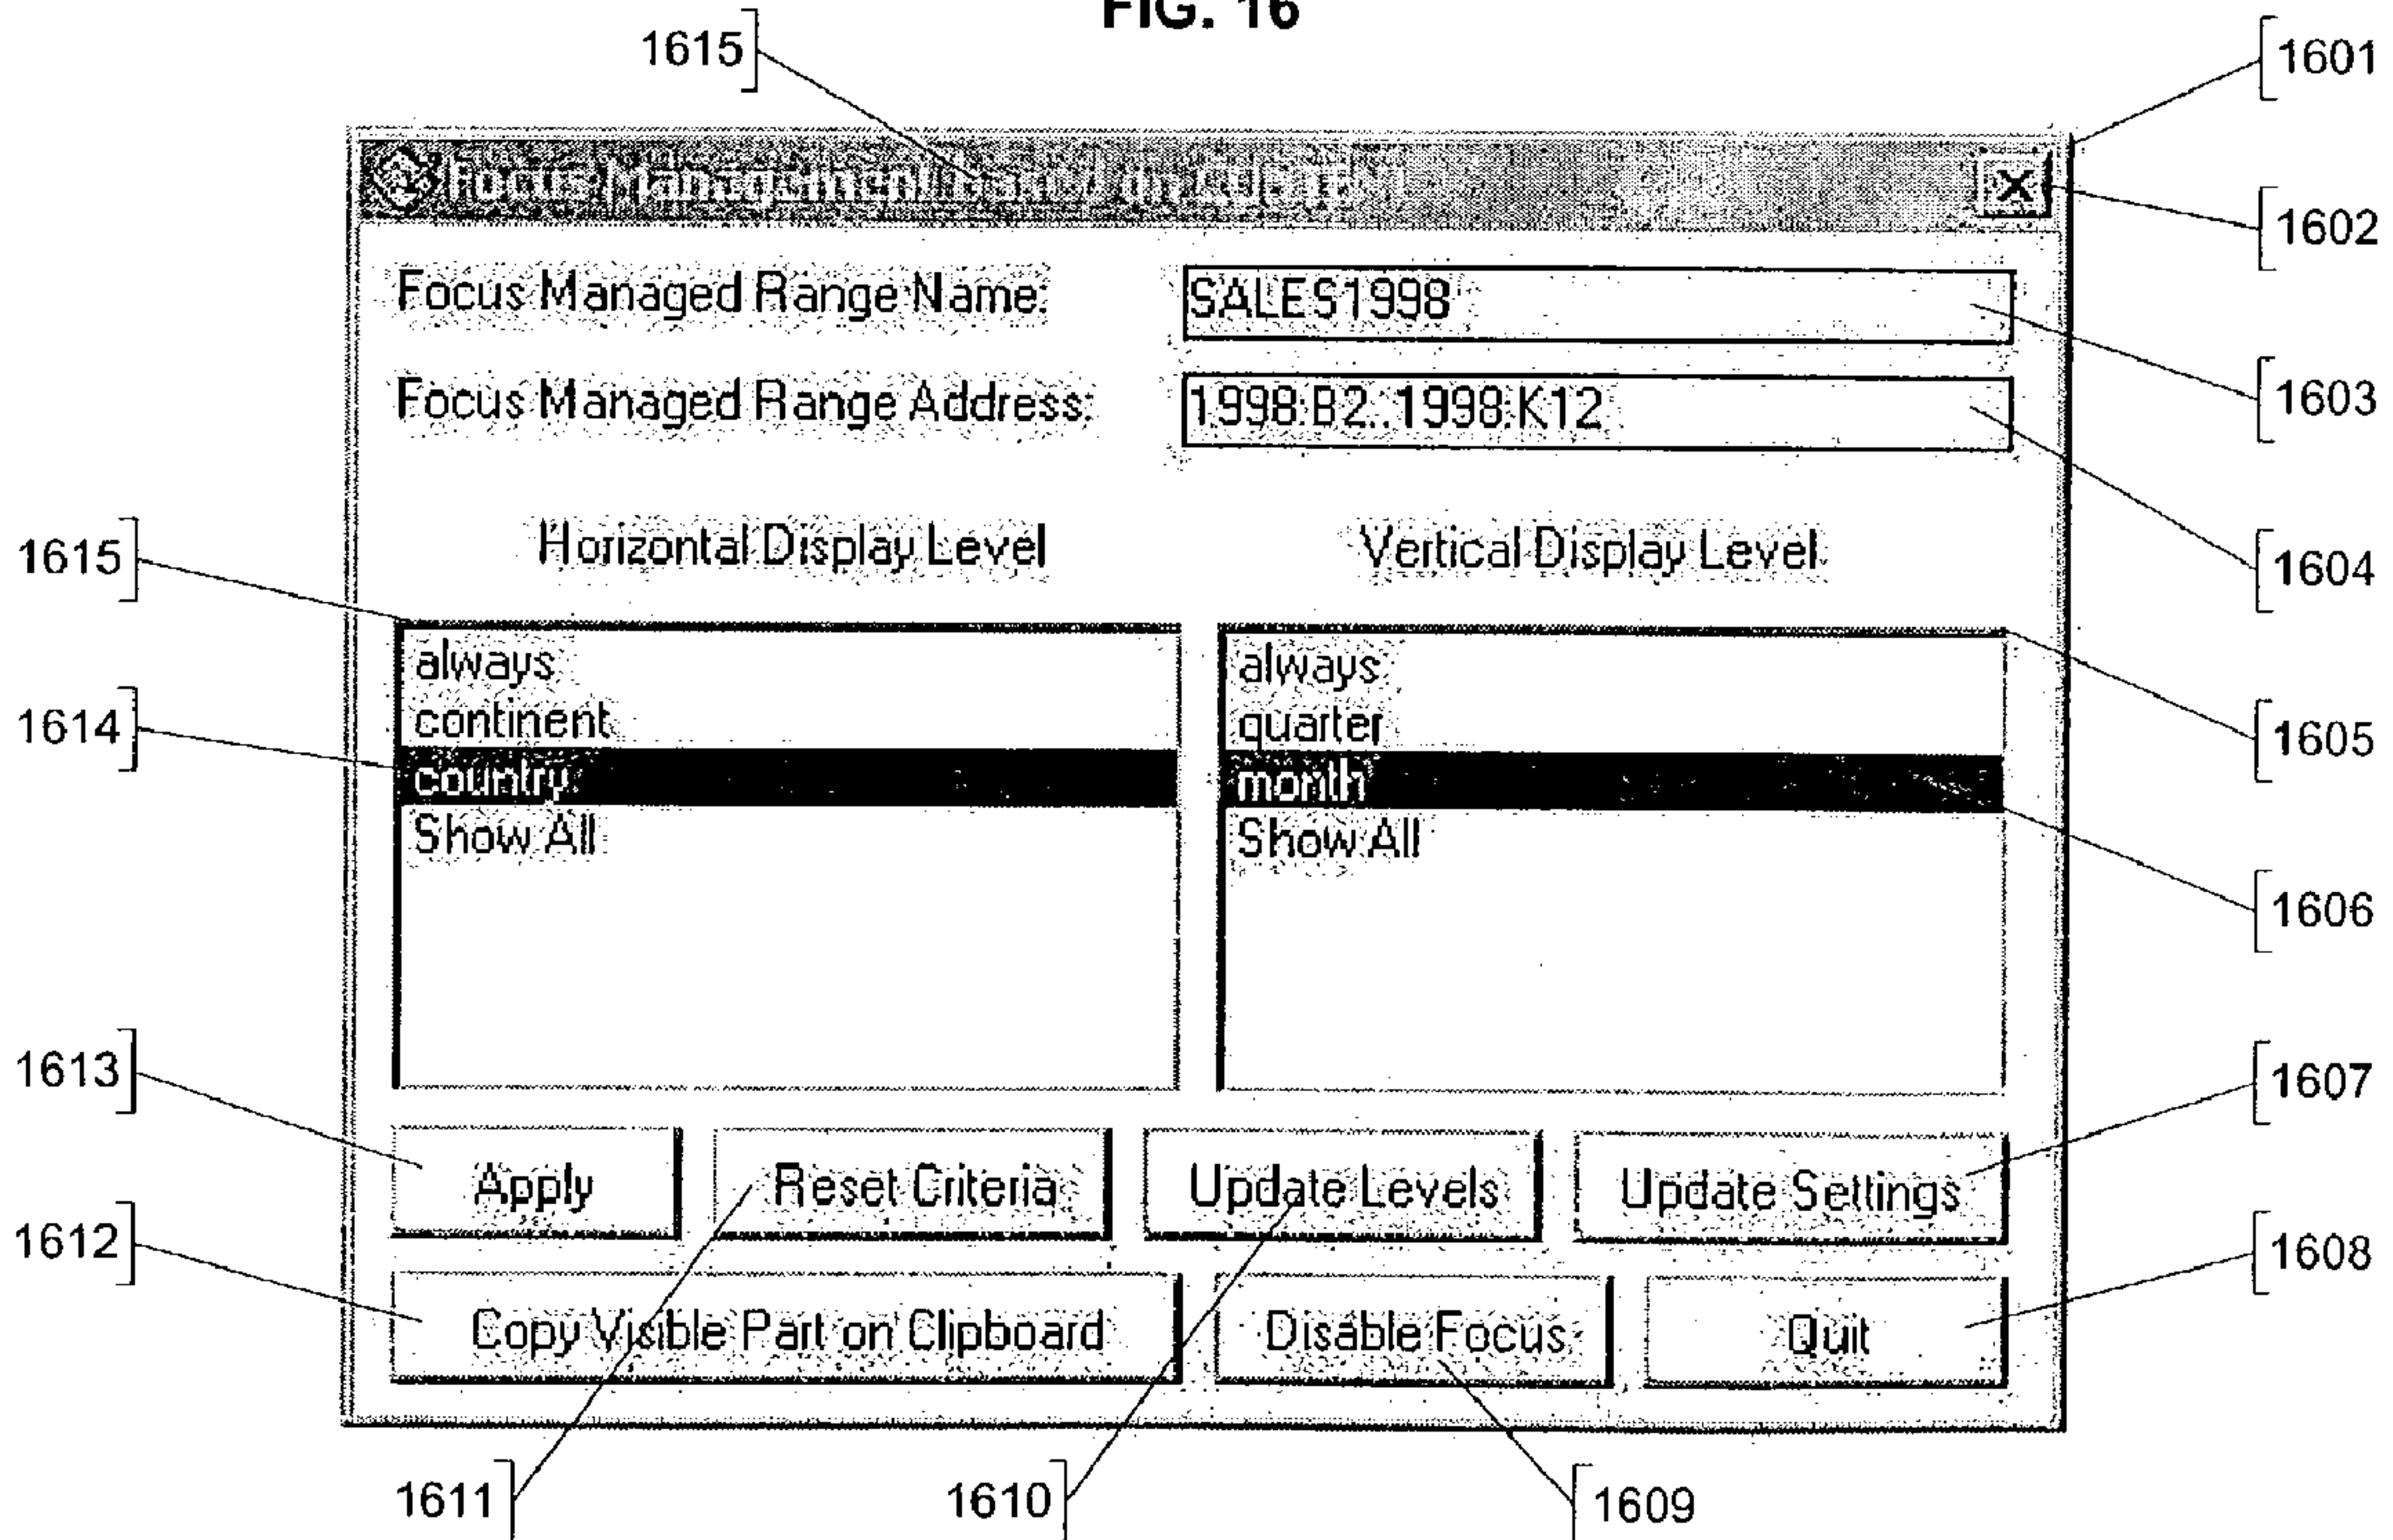 FIG. 16
1615
1601
Focus Management
1602
Focus Managed Range Name: SALES1998
1603
Focus Managed Range Address: 1998:B2..1998:K12
1604
Horizontal Display Level Vertical Display Level
1615
always always
continent quarter
1614
1605
country month
Show All Show All
1606
1613
1607
Apply Reset Criteria Update Levels Update Settings
1612
1608
Copy Visible Part on Clipboard Disable Focus Quit
1611 1610 1609